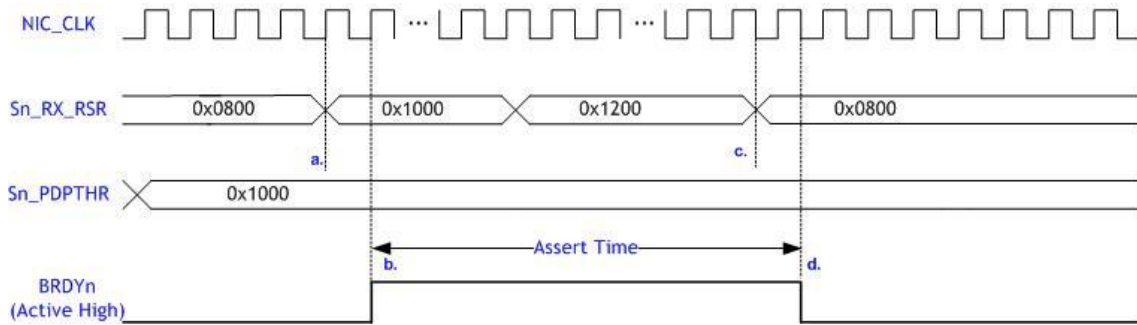 NIC_CLK ... ...
Sn_RX_RSR 0x0800 0x1000 0x1200 0x0800
a. c.
Sn_PDPTHR 0x1000
Assert Time
b. d.
BRDYn
(Active High)